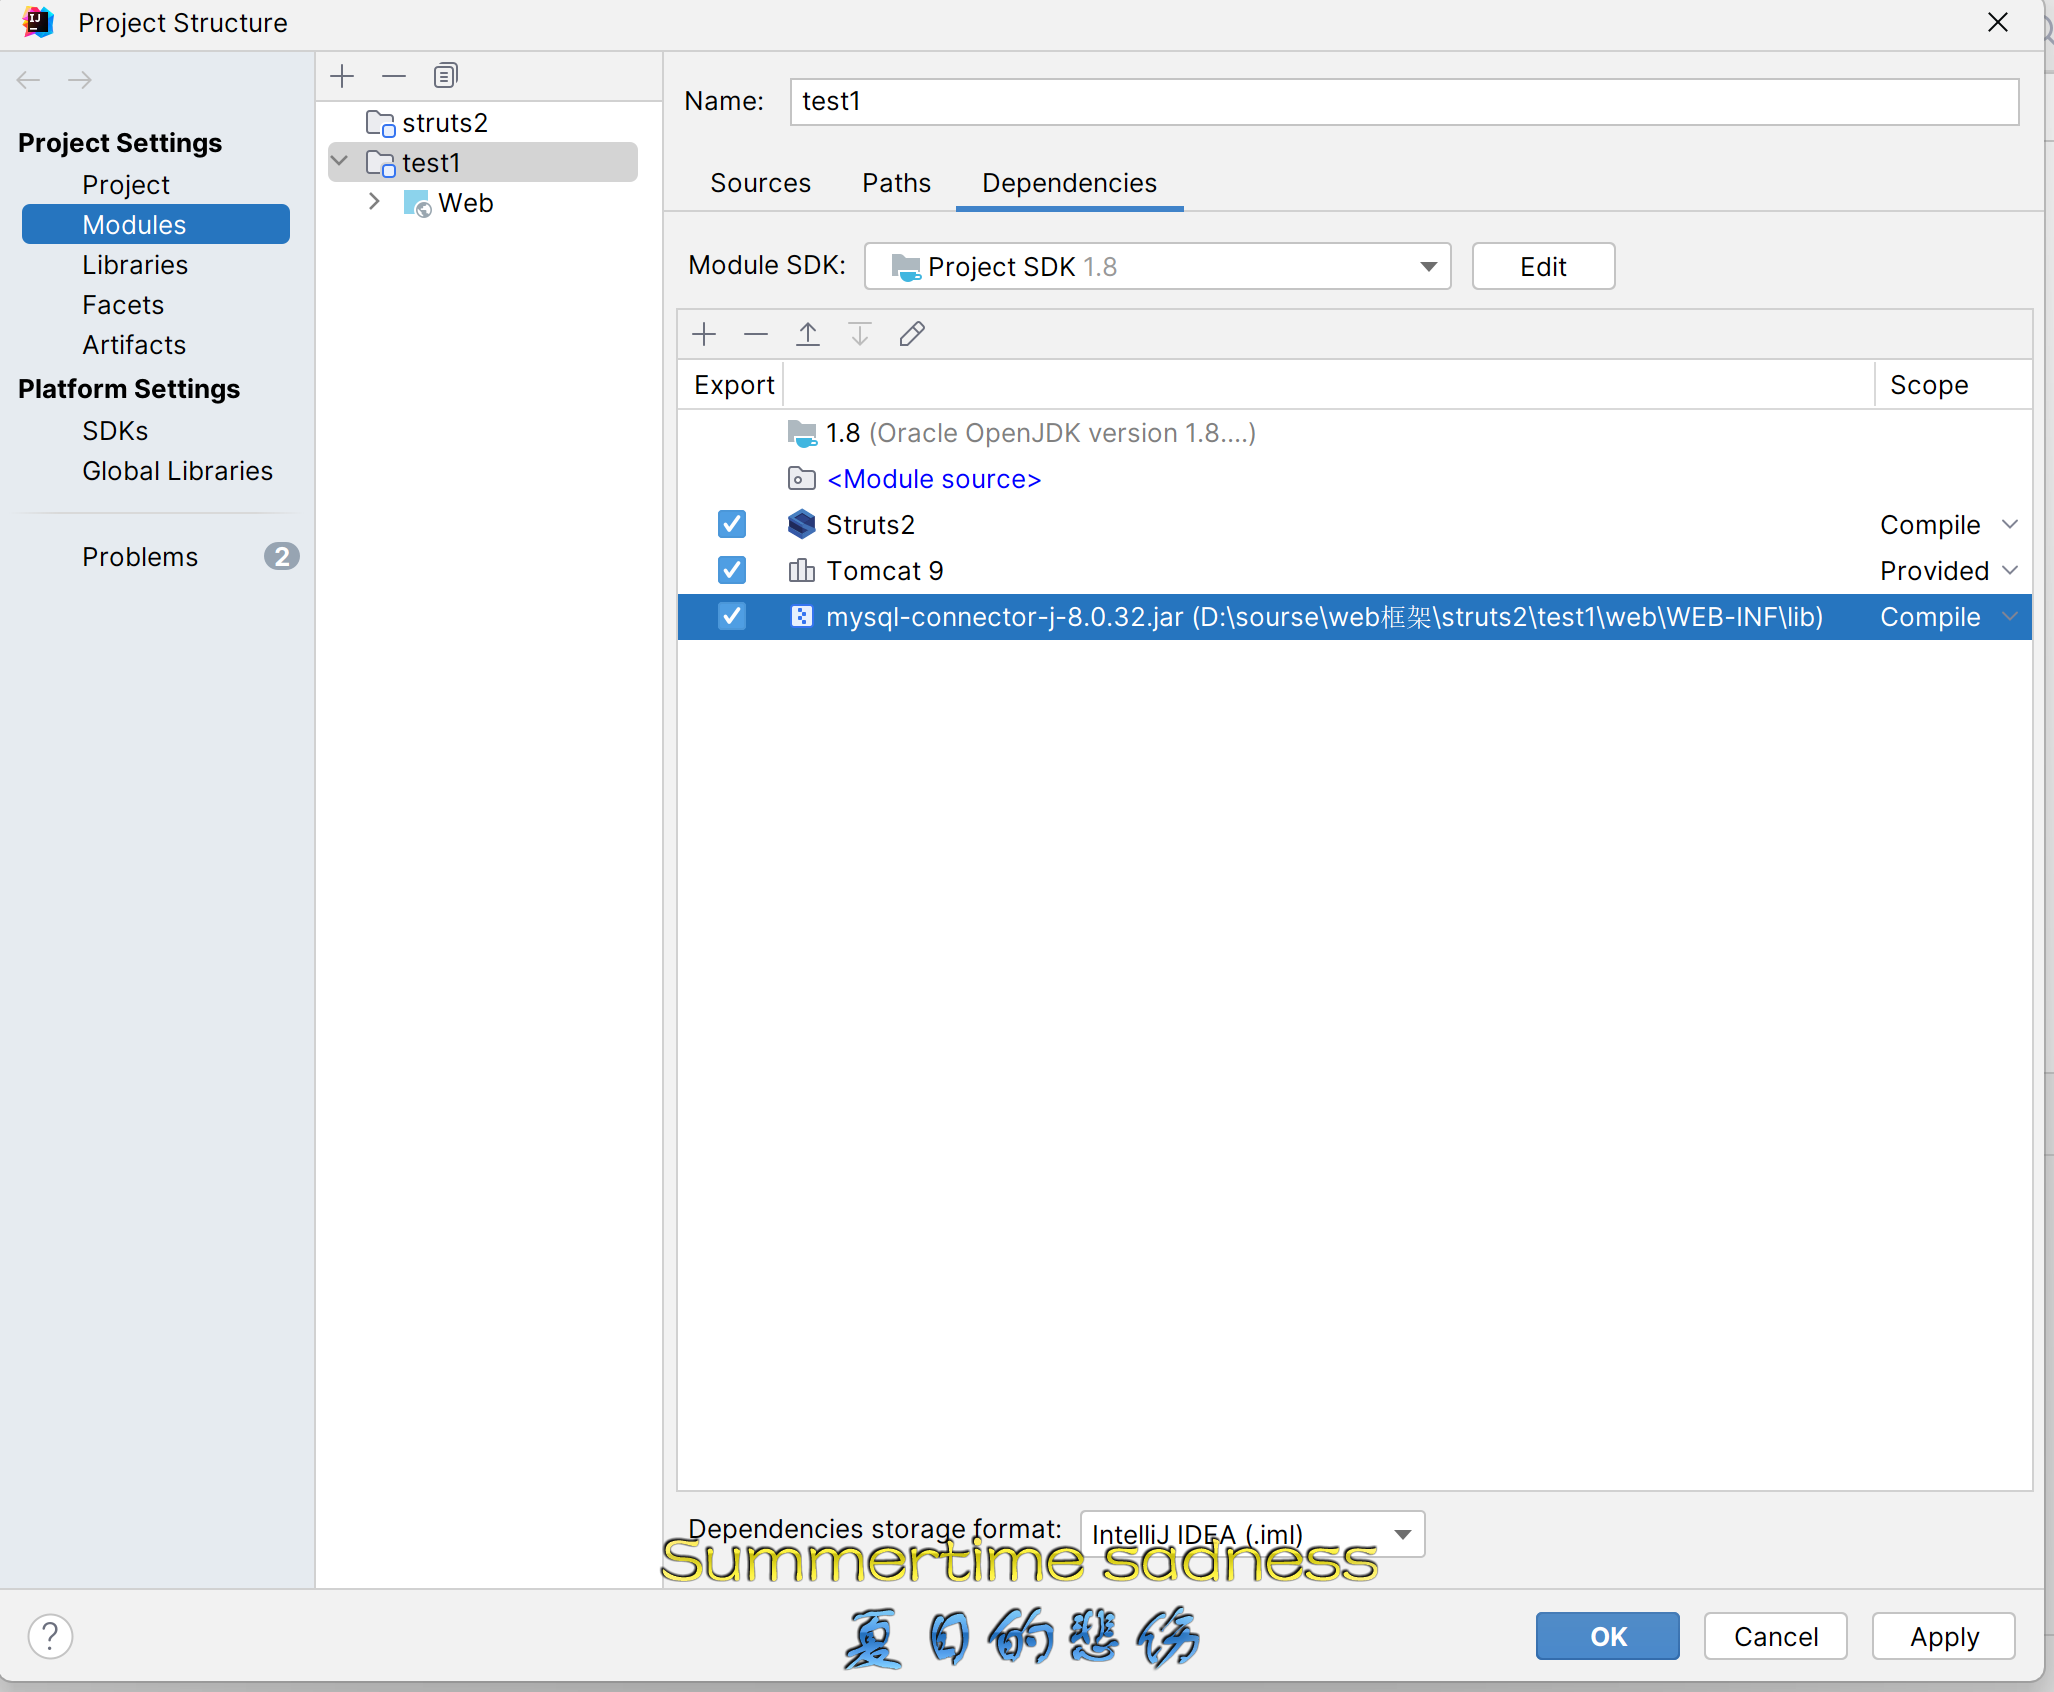 Project Structure
Project Settings
Project
Modules
Libraries
Facets
Artifacts
Platform Settings
SDKs
Global Libraries
Problems 2
struts2
test1
Web
Name: test1
Sources Paths Dependencies
Module SDK: Project SDK 1.8 Edit
Export Scope
1.8 (Oracle OpenJDK version 1.8....)
<Module source>
Struts2 Compile
Tomcat 9 Provided
mysql-connector-j-8.0.32.jar (D:\sourse\web框架\struts2\test1\web\WEB-INF\lib) Compile
Dependencies storage format: IntelliJ IDEA (.iml)
Summertime sadness
夏日的悲伤
? OK Cancel Apply